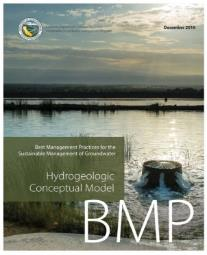 December 2016
Best Management Practices for the
Sustainable Management of Groundwater
Hydrogeologic
Conceptual Model
BMP